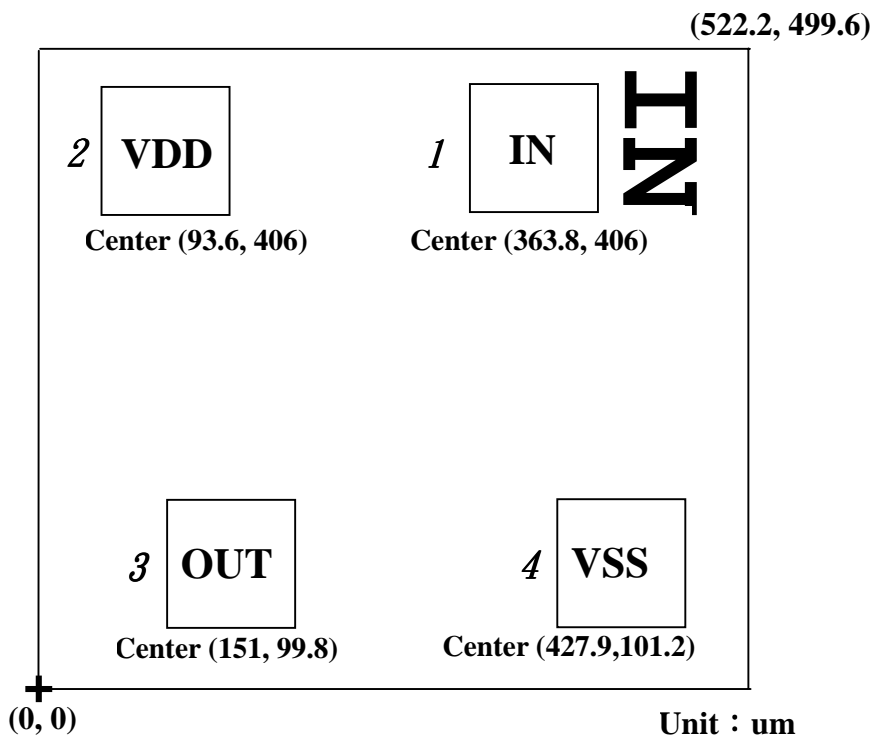 (522.2, 499.6)
2 VDD
1 IN
IN
Center (93.6, 406)
Center (363.8, 406)
3 OUT
4 VSS
Center (151, 99.8)
Center (427.9,101.2)
(0, 0)
Unit：um